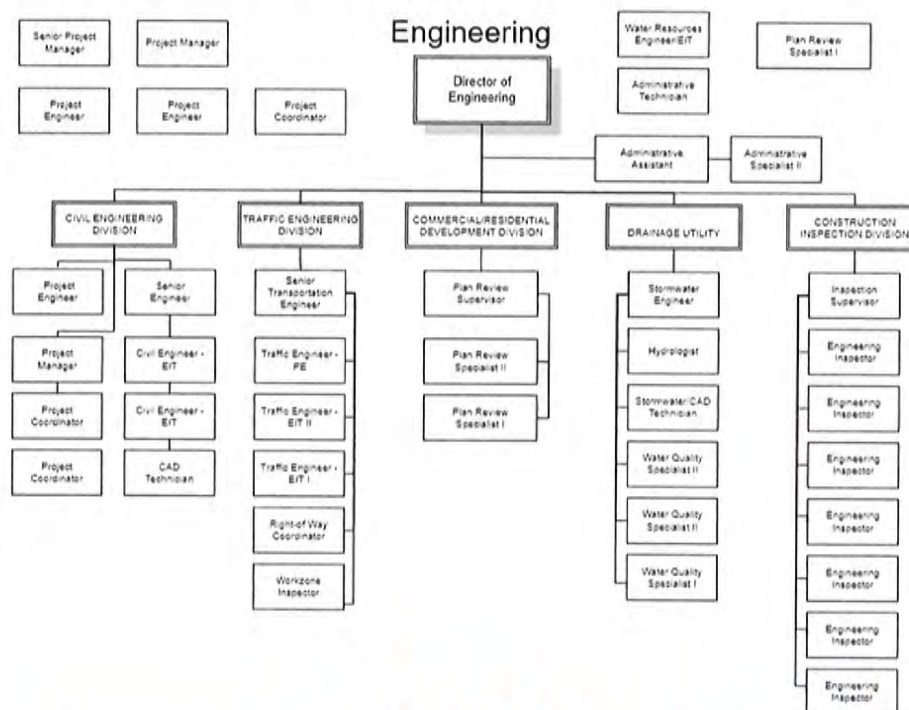 Engineering
Senior Project
Manager
Project Manager
Water Resources
Engineer/EIT
Plan Review
Specialist I
Director of
Engineering
Project
Engineer
Project
Engineer
Project
Coordinator
Administrative
Technician
Administrative
Assistant
Administrative
Specialist II
CIVIL ENGINEERING
DIVISION
Project
Engineer
Senior
Engineer
Project
Manager
Civil Engineer -
EIT
Project
Coordinator
Civil Engineer -
EIT
Project
Coordinator
CAD
Technician
TRAFFIC ENGINEERING
DIVISION
Senior
Transportation
Engineer
Traffic Engineer -
PE
Traffic Engineer -
EIT II
Traffic Engineer -
EIT I
Right-of Way
Coordinator
Workzone
Inspector
COMMERCIAL/RESIDENTIAL
DEVELOPMENT DIVISION
Plan Review
Supervisor
Plan Review
Specialist II
Plan Review
Specialist I
DRAINAGE UTILITY
Stormwater
Engineer
Hydrologist
Stormwater/CAD
Technician
Water Quality
Specialist II
Water Quality
Specialist II
Water Quality
Specialist I
CONSTRUCTION
INSPECTION DIVISION
Inspection
Supervisor
Engineering
Inspector
Engineering
Inspector
Engineering
Inspector
Engineering
Inspector
Engineering
Inspector
Engineering
Inspector
Engineering
Inspector